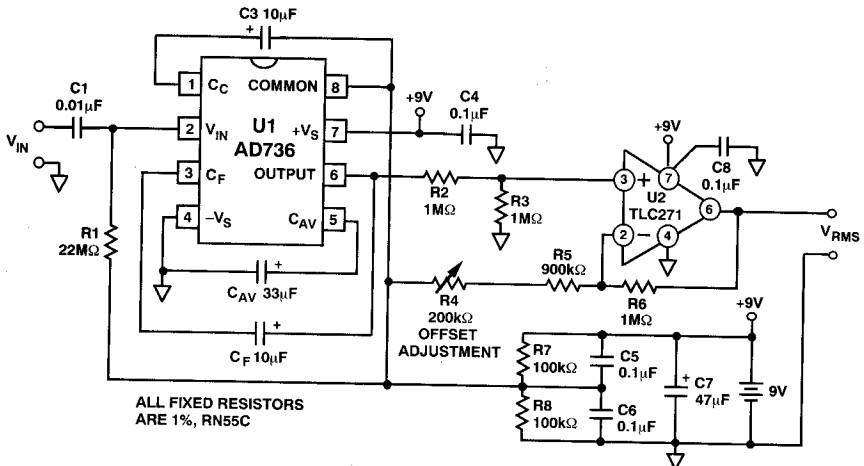 C3 10µF
+
1
C_C
COMMON
8
C1
0.01µF
V_IN
2
V_IN
U1
AD736
+V_S
7
+9V
C4
0.1µF
3
C_F
OUTPUT
6
4
–V_S
C_AV
5
R1
22MΩ
C_AV 33µF
+
C_F 10µF
+
R2
1MΩ
R3
1MΩ
+9V
C8
0.1µF
3
+
7
U2
TLC271
6
2
–
4
V_RMS
R4
200kΩ
OFFSET
ADJUSTMENT
R5
900kΩ
R6
1MΩ
+9V
R7
100kΩ
C5
0.1µF
+
C7
47µF
9V
R8
100kΩ
C6
0.1µF
ALL FIXED RESISTORS
ARE 1%, RN55C